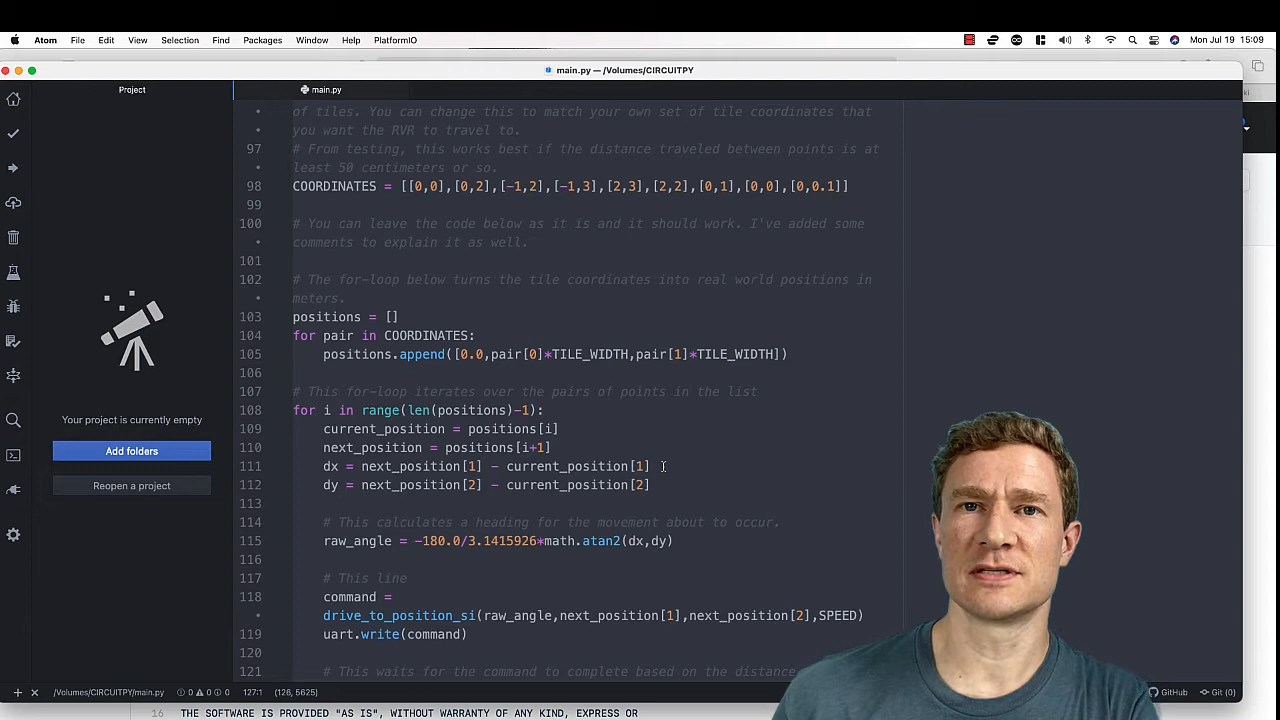 Atom File Edit View Selection Find Packages Window Help PlatformIO Mon Jul 19 15:09
main.py — /Volumes/CIRCUITPY
Project
main.py
of tiles. You can change this to match your own set of tile coordinates that
you want the RVR to travel to.
97 # From testing, this works best if the distance traveled between points is at
least 50 centimeters or so.
98 COORDINATES = [[0,0],[0,2],[-1,2],[-1,3],[2,3],[2,2],[0,1],[0,0],[0,0.1]]
99
100 # You can leave the code below as it is and it should work. I've added some
comments to explain it as well.
101
102 # The for-loop below turns the tile coordinates into real world positions in
meters.
103 positions = []
104 for pair in COORDINATES:
105 positions.append([0.0,pair[0]*TILE_WIDTH,pair[1]*TILE_WIDTH])
106
107 # This for-loop iterates over the pairs of points in the list
108 for i in range(len(positions)-1):
109 current_position = positions[i]
110 next_position = positions[i+1]
111 dx = next_position[1] - current_position[1]
112 dy = next_position[2] - current_position[2]
113
114 # This calculates a heading for the movement about to occur.
115 raw_angle = -180.0/3.1415926*math.atan2(dx,dy)
116
117 # This line
118 command =
drive_to_position_si(raw_angle,next_position[1],next_position[2],SPEED)
119 uart.write(command)
120
121 # This waits for the command to complete based on the distance
Your project is currently empty
Add folders
Reopen a project
/Volumes/CIRCUITPY/main.py 0 0 0 127:1 (126, 5625) GitHub Git (0)
16 THE SOFTWARE IS PROVIDED "AS IS", WITHOUT WARRANTY OF ANY KIND, EXPRESS OR